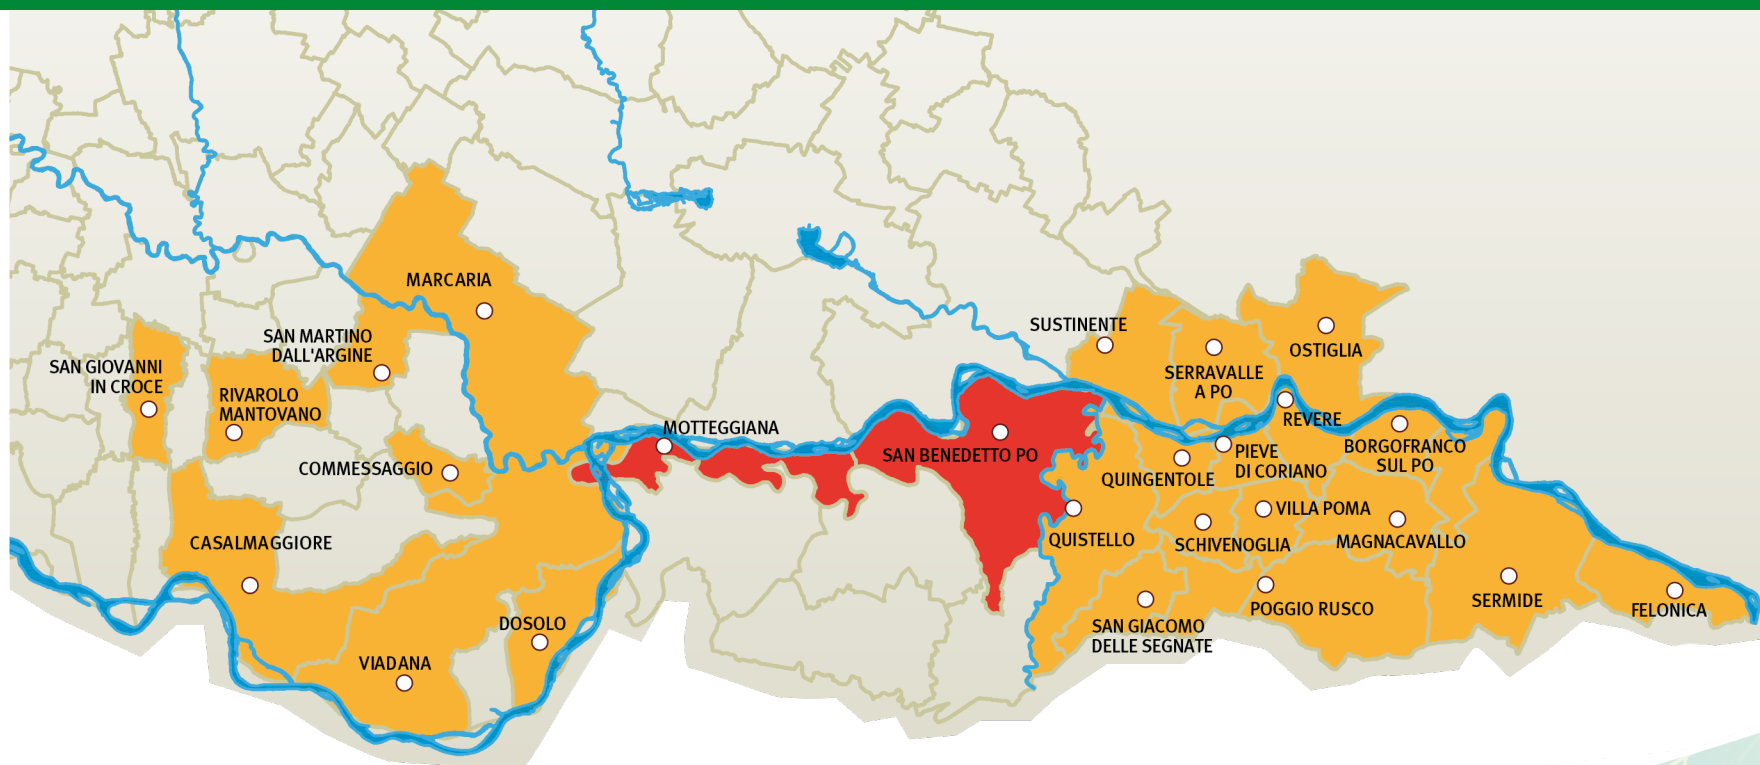 MARCARIA
SAN MARTINO
DALL'ARGINE
SAN GIOVANNI
IN CROCE
RIVAROLO
MANTOVANO
COMMESSAGGIO
CASALMAGGIORE
VIADANA
DOSOLO
MOTTEGGIANA
SAN BENEDETTO PO
SUSTINENTE
SERRAVALLE
A PO
OSTIGLIA
REVERE
PIEVE
DI CORIANO
BORGOFRANCO
SUL PO
QUINGENTOLE
QUISTELLO
VILLA POMA
SCHIVENOGLIA
MAGNACAVALLO
SAN GIACOMO
DELLE SEGNATE
POGGIO RUSCO
SERMIDE
FELONICA